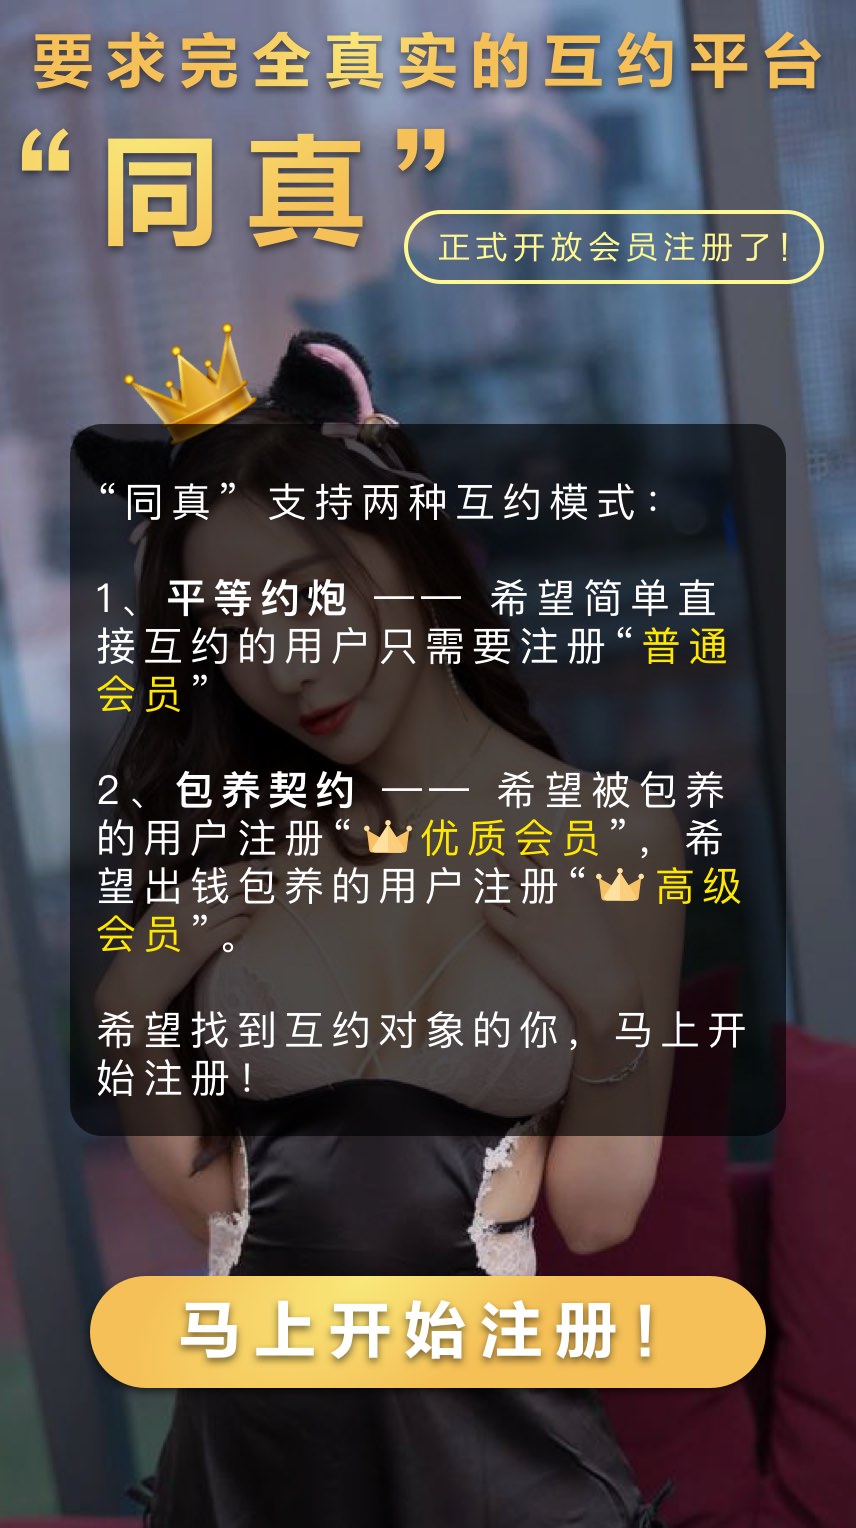 要求完全真实的互约平台
“同真”
正式开放会员注册了！
“同真” 支持两种互约模式：
1、平等约炮 —— 希望简单直
接互约的用户只需要注册“普通
会员”
2、包养契约 —— 希望被包养
的用户注册“优质会员”，希
望出钱包养的用户注册“高级
会员”。
希望找到互约对象的你，马上开
始注册！
马上开始注册！